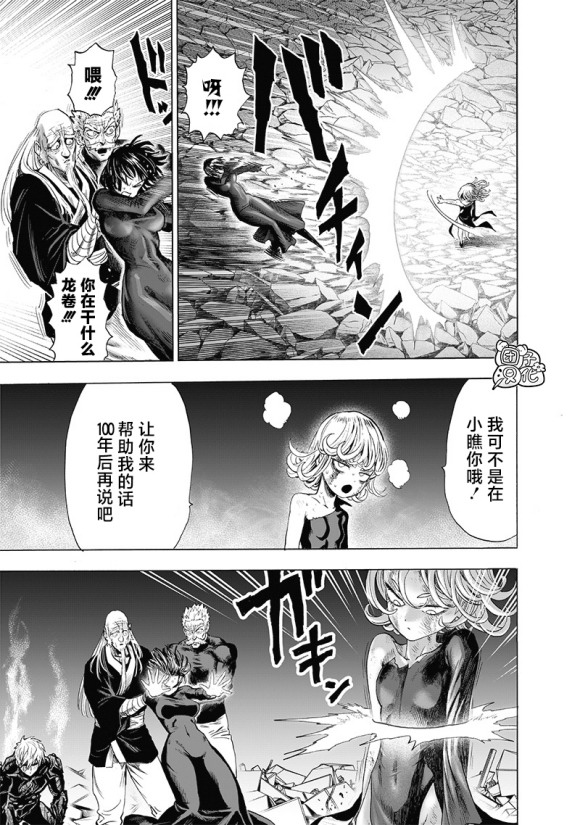 呀!!!
バチィン
喂!!!
ドッ
你在干什么
龙卷!!!
我可不是在
小瞧你哦!
让你来
帮助我的话
100年后再说吧
ガキン